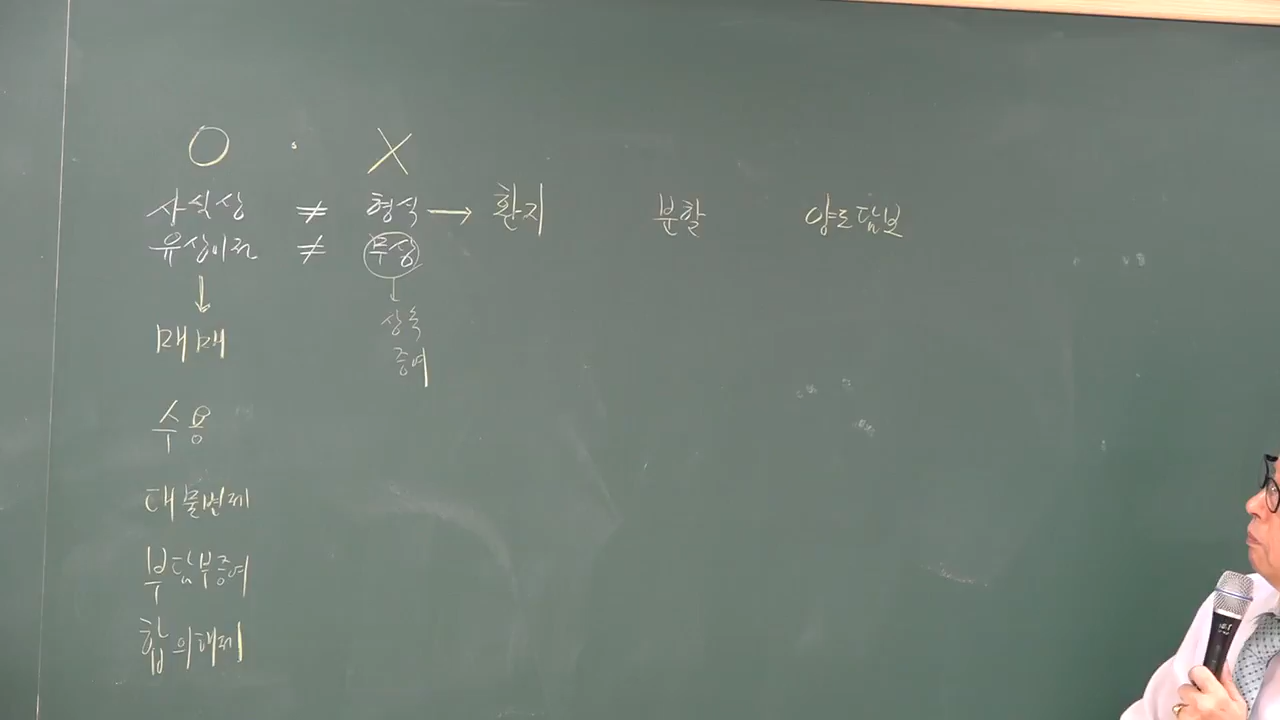 O · X
사실상 ≠ 형식 → 환지 분할 양도담보
유상이전 ≠ 무상
↓ ↓
매매 상속
증여
수용
대물변제
부담부증여
합의해제